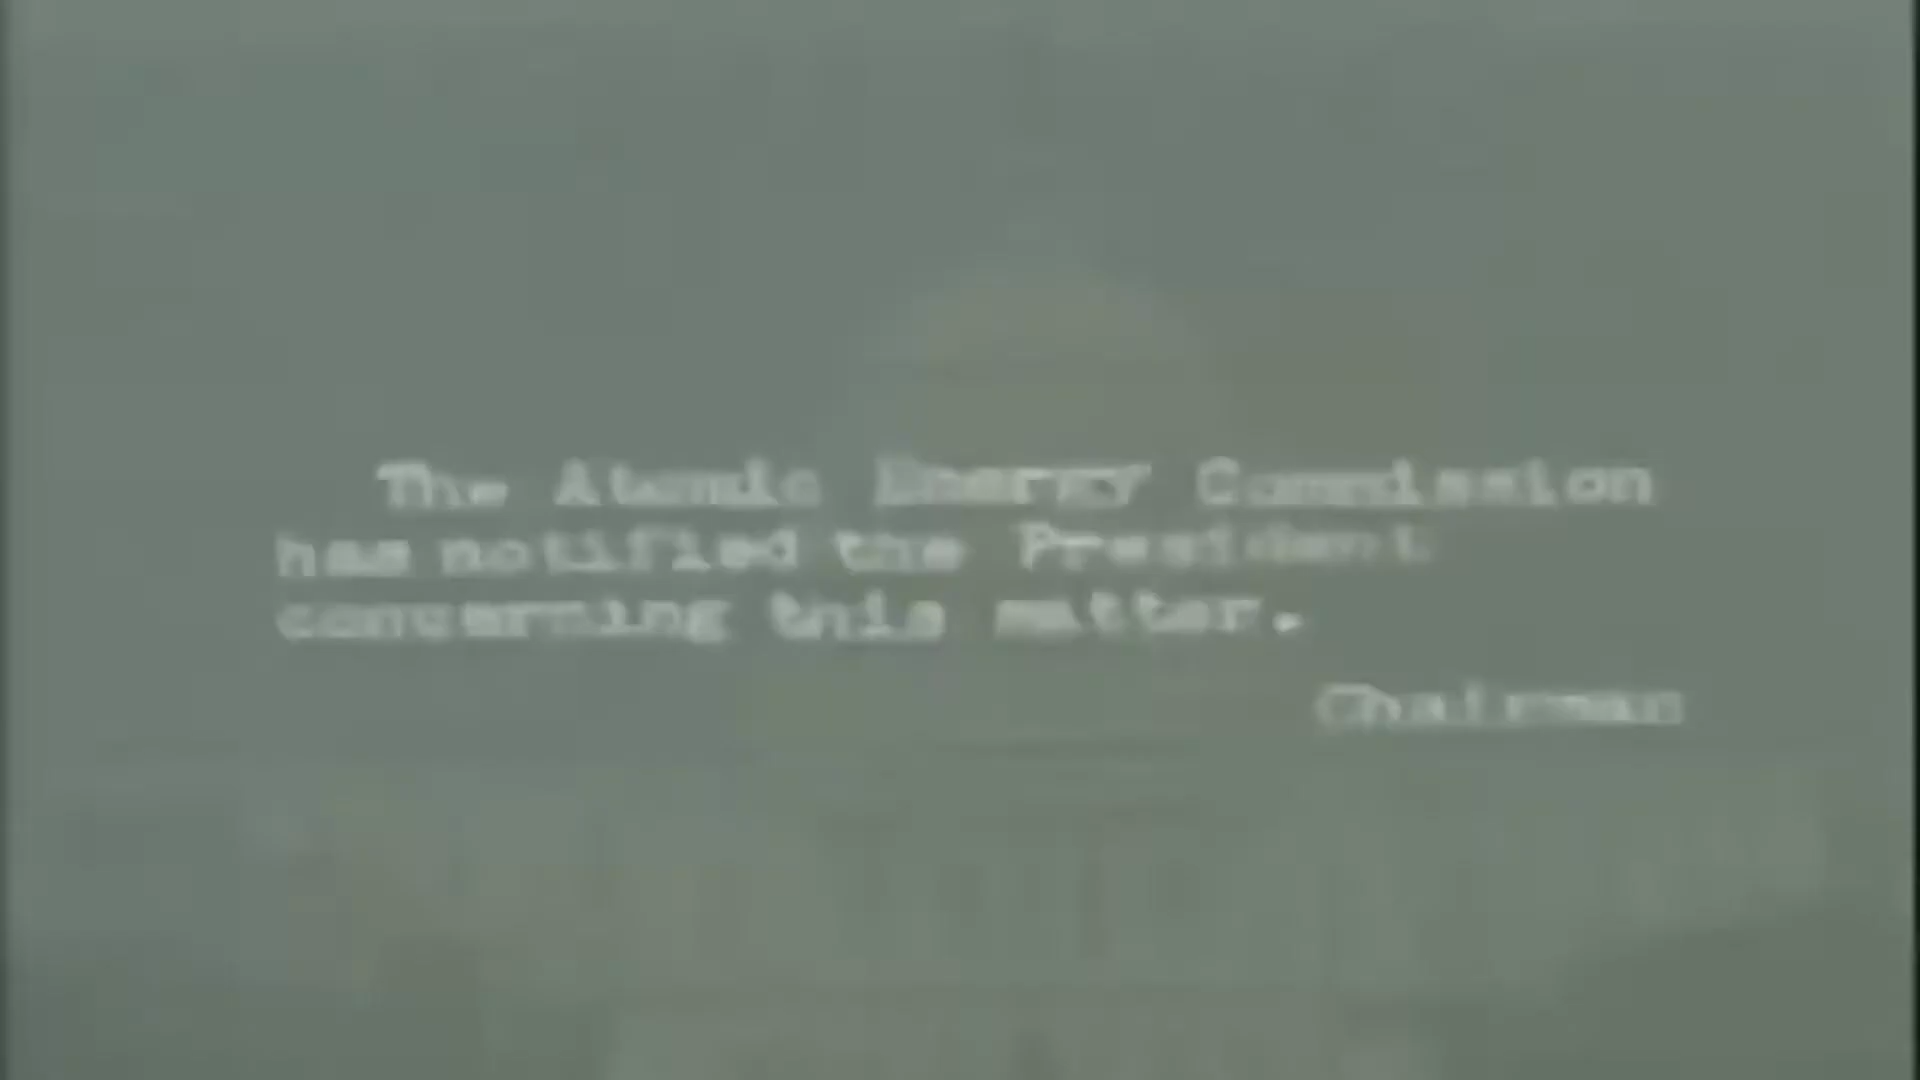 The Atomic Energy Commission
has notified the President
concerning this matter.
Chairman